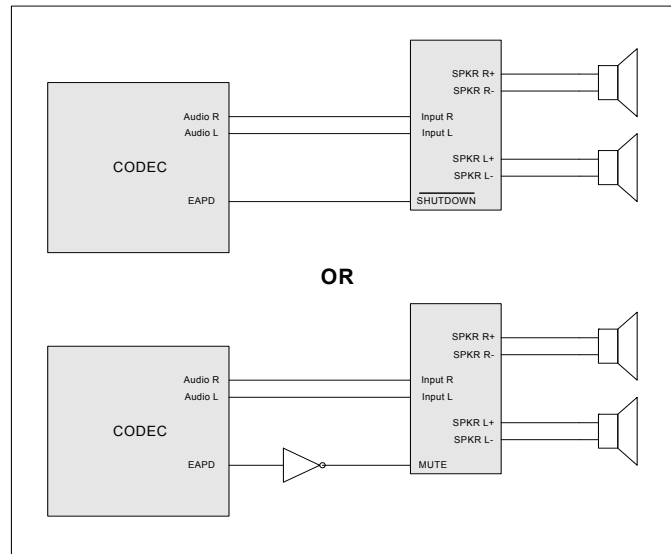 SPKR R+
SPKR R-
Audio R
Input R
Audio L
Input L
CODEC
SPKR L+
SPKR L-
EAPD
SHUTDOWN
OR
SPKR R+
SPKR R-
Audio R
Input R
Audio L
Input L
CODEC
SPKR L+
SPKR L-
EAPD
MUTE